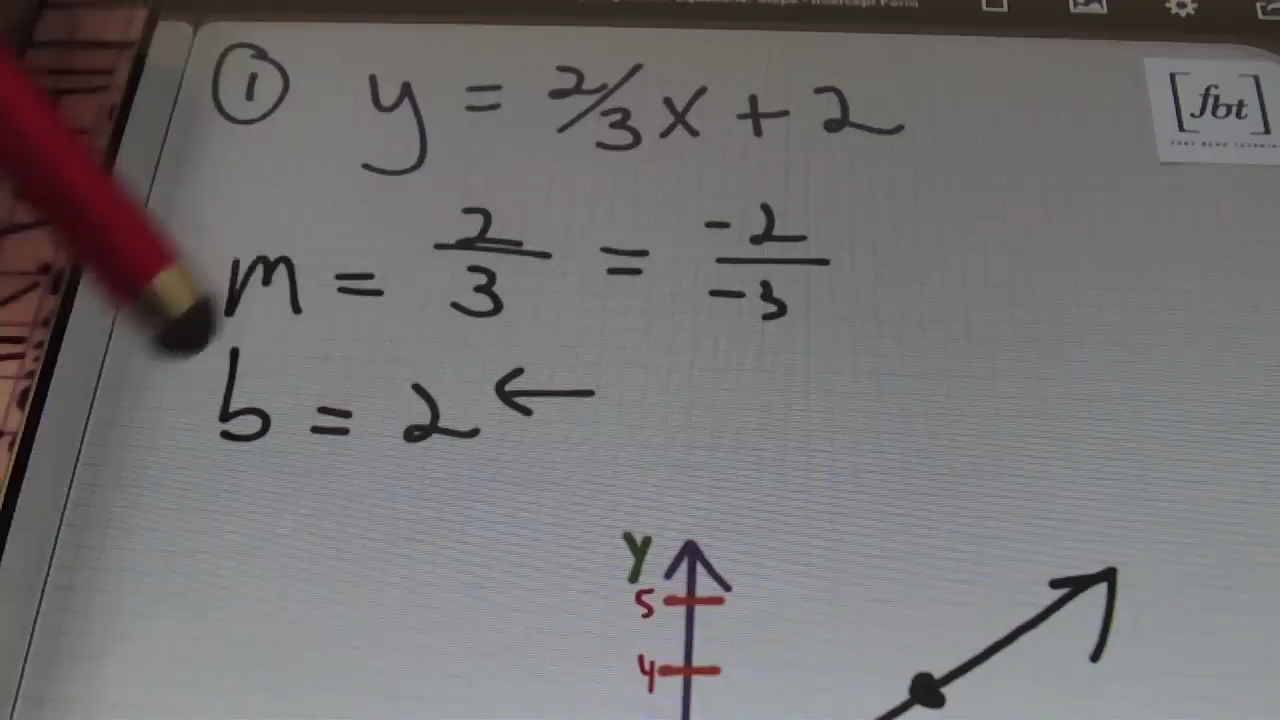 ① y = 2/3 x + 2
[fbt]
m = 2/3 = -2/-3
b = 2 ←
y
5
4